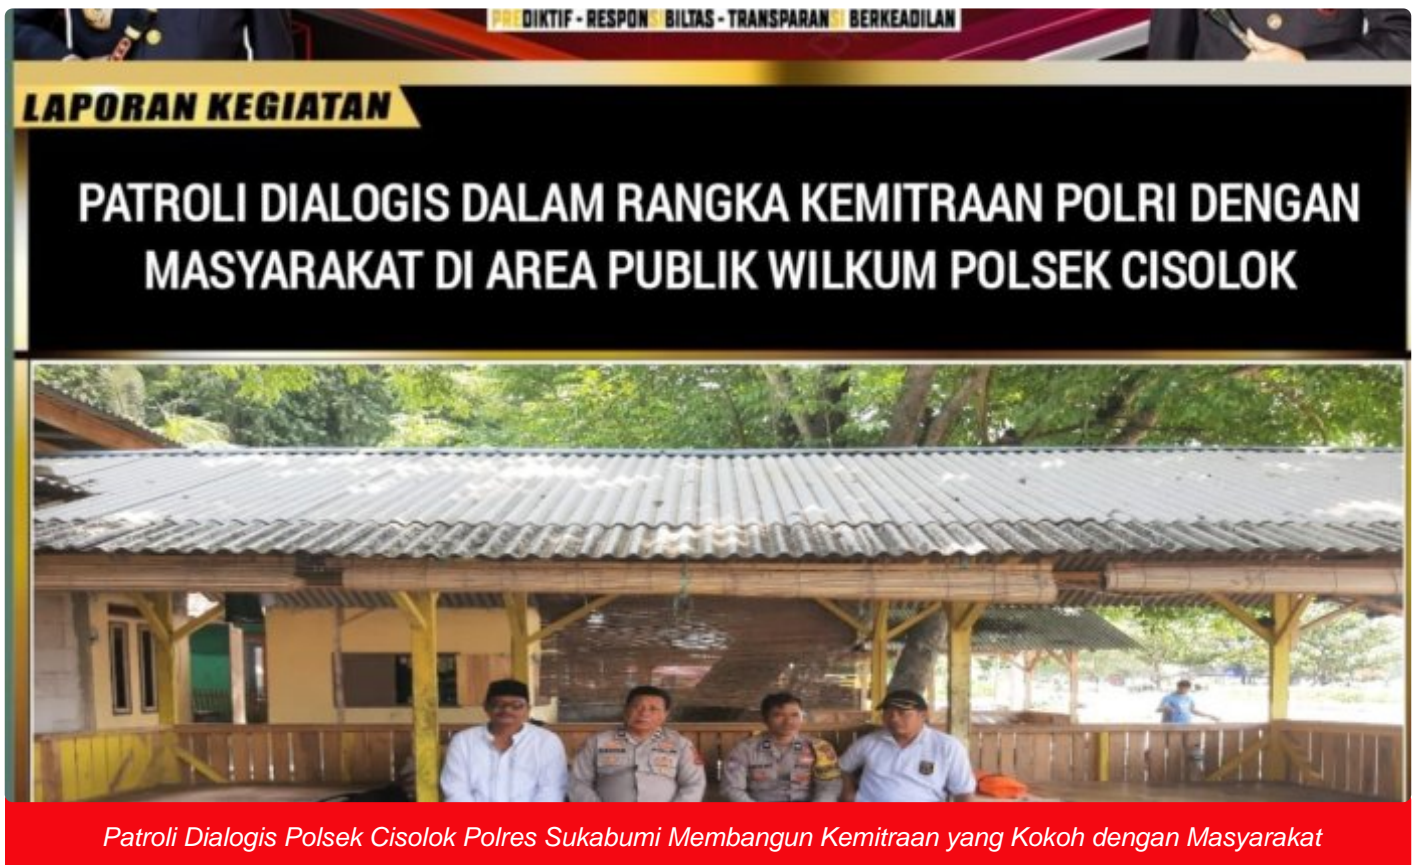 PREDIKTIF - RESPONSIBILTAS - TRANSPARANSI BERKEADILAN
LAPORAN KEGIATAN
PATROLI DIALOGIS DALAM RANGKA KEMITRAAN POLRI DENGAN
MASYARAKAT DI AREA PUBLIK WILKUM POLSEK CISOLOK
Patroli Dialogis Polsek Cisolok Polres Sukabumi Membangun Kemitraan yang Kokoh dengan Masyarakat